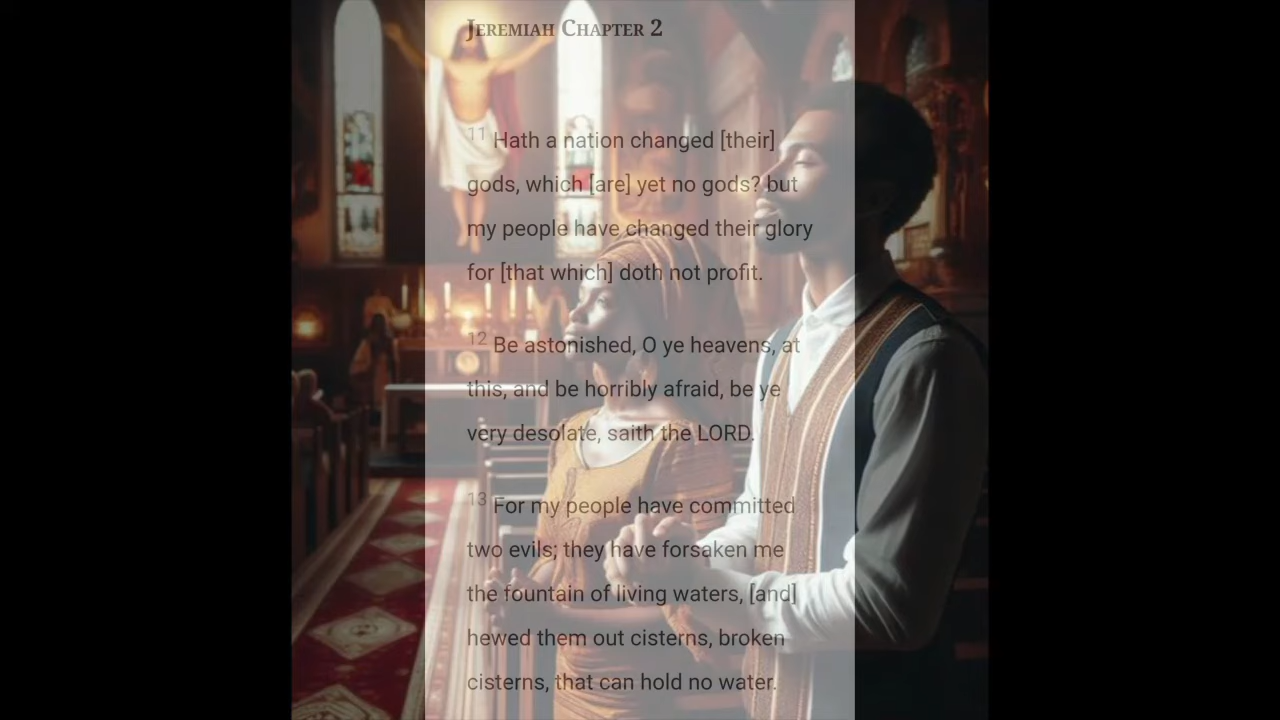 Jeremiah Chapter 2
11 Hath a nation changed [their]
gods, which [are] yet no gods? but
my people have changed their glory
for [that which] doth not profit.
12 Be astonished, O ye heavens, at
this, and be horribly afraid, be ye
very desolate, saith the LORD.
13 For my people have committed
two evils; they have forsaken me
the fountain of living waters, [and]
hewed them out cisterns, broken
cisterns, that can hold no water.